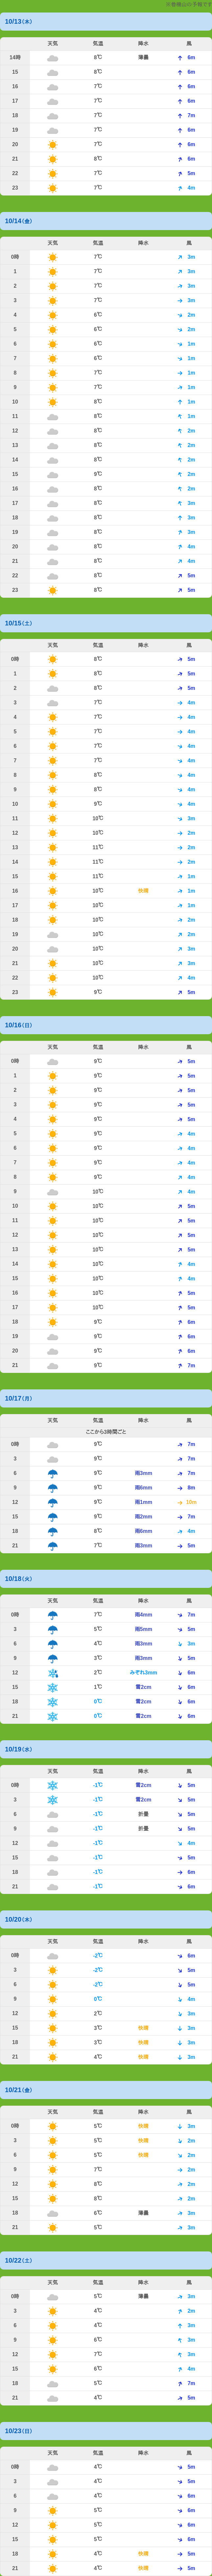 10/13(木)
天気 気温 降水 風
14時 8℃ 薄曇 6m
15 8℃ 6m
16 7℃ 6m
17 7℃ 6m
18 7℃ 7m
19 7℃ 6m
20 7℃ 6m
21 8℃ 6m
22 7℃ 5m
23 7℃ 4m
10/14(金)
天気 気温 降水 風
0時 7℃ 3m
1 7℃ 3m
2 7℃ 3m
3 7℃ 3m
4 6℃ 2m
5 6℃ 2m
6 6℃ 1m
7 6℃ 1m
8 7℃ 1m
9 7℃ 1m
10 8℃ 1m
11 8℃ 1m
12 8℃ 2m
13 8℃ 2m
14 8℃ 2m
15 9℃ 2m
16 8℃ 2m
17 8℃ 3m
18 8℃ 3m
19 8℃ 3m
20 8℃ 4m
21 8℃ 4m
22 8℃ 5m
23 8℃ 5m
10/15(土)
天気 気温 降水 風
0時 8℃ 5m
1 8℃ 5m
2 8℃ 5m
3 7℃ 4m
4 7℃ 4m
5 7℃ 4m
6 7℃ 4m
7 7℃ 4m
8 8℃ 4m
9 8℃ 4m
10 9℃ 4m
11 10℃ 3m
12 10℃ 2m
13 11℃ 2m
14 11℃ 2m
15 11℃ 1m
16 10℃ 快晴 1m
17 10℃ 1m
18 10℃ 2m
19 10℃ 2m
20 10℃ 3m
21 10℃ 3m
22 10℃ 4m
23 9℃ 5m
10/16(日)
天気 気温 降水 風
0時 9℃ 5m
1 9℃ 5m
2 9℃ 5m
3 9℃ 5m
4 9℃ 5m
5 9℃ 4m
6 9℃ 4m
7 9℃ 4m
8 9℃ 4m
9 10℃ 4m
10 10℃ 5m
11 10℃ 5m
12 10℃ 5m
13 10℃ 5m
14 10℃ 4m
15 10℃ 4m
16 10℃ 5m
17 10℃ 5m
18 9℃ 6m
19 9℃ 6m
20 9℃ 6m
21 9℃ 7m
10/17(月)
天気 気温 降水 風
ここから3時間ごと
0時 9℃ 7m
3 9℃ 7m
6 9℃ 雨3mm 7m
9 9℃ 雨6mm 8m
12 9℃ 雨1mm 10m
15 9℃ 雨2mm 7m
18 8℃ 雨6mm 4m
21 7℃ 雨3mm 5m
10/18(火)
天気 気温 降水 風
0時 7℃ 雨4mm 7m
3 5℃ 雨5mm 5m
6 4℃ 雨3mm 3m
9 3℃ 雨3mm 5m
12 2℃ みぞれ3mm 6m
15 1℃ 雪2cm 6m
18 0℃ 雪2cm 6m
21 0℃ 雪2cm 6m
10/19(水)
天気 気温 降水 風
0時 -1℃ 雪2cm 5m
3 -1℃ 雪2cm 5m
6 -1℃ 折曇 5m
9 -1℃ 折曇 5m
12 -1℃ 4m
15 -1℃ 5m
18 -1℃ 6m
21 -1℃ 6m
10/20(木)
天気 気温 降水 風
0時 -2℃ 6m
3 -2℃ 5m
6 -2℃ 5m
9 0℃ 4m
12 2℃ 3m
15 3℃ 快晴 3m
18 3℃ 快晴 3m
21 4℃ 快晴 3m
10/21(金)
天気 気温 降水 風
0時 5℃ 快晴 3m
3 5℃ 快晴 2m
6 5℃ 快晴 2m
9 7℃ 2m
12 8℃ 2m
15 8℃ 2m
18 6℃ 薄曇 3m
21 5℃ 3m
10/22(土)
天気 気温 降水 風
0時 5℃ 薄曇 3m
3 4℃ 2m
6 4℃ 3m
9 6℃ 3m
12 7℃ 3m
15 6℃ 4m
18 5℃ 7m
21 4℃ 5m
10/23(日)
天気 気温 降水 風
0時 4℃ 5m
3 4℃ 5m
6 4℃ 6m
9 5℃ 6m
12 5℃ 6m
15 5℃ 6m
18 4℃ 快晴 5m
21 4℃ 快晴 5m